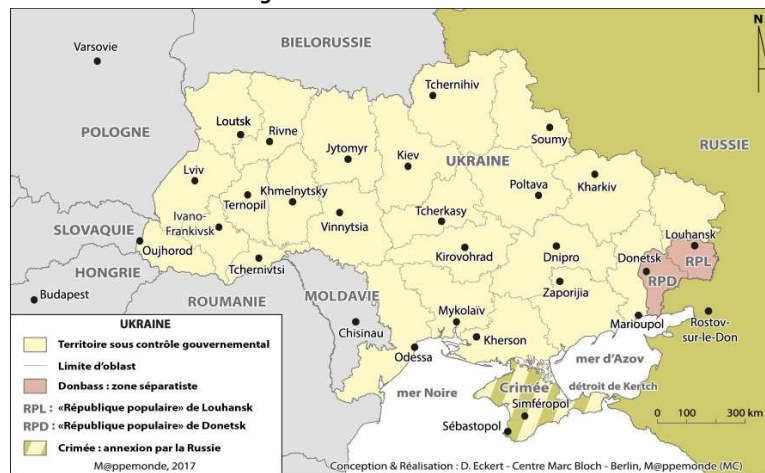 N
BIELORUSSIE
Varsovie
Tchernihiv
POLOGNE
Loutsk
Rivne
Soumy
Jytomyr
Kiev
UKRAINE
RUSSIE
Lviv
Kharkiv
Khmelnytsky
Poltava
Ternopil
Ivano-
Frankivsk
Vinnytsia
Tcherkasy
SLOVAQUIE
Oujhorod
Louhansk
Tchernivtsi
Kirovohrad
Dnipro
Donetsk
RPL
HONGRIE
RPD
Budapest
ROUMANIE
MOLDAVIE
Zaporijia
Chisinau
Mykolaïv
Marioupol
Rostov-
sur-le-Don
Kherson
Odessa
mer d'Azov
mer Noire
Crimée
détroit de Kertch
Simféropol
Sébastopol
0 100 300 km
UKRAINE
Territoire sous contrôle gouvernemental
Limite d'oblast
Donbass : zone séparatiste
RPL : «République populaire» de Louhansk
RPD : «République populaire» de Donetsk
Crimée : annexion par la Russie
M@ppemonde, 2017
Conception & Réalisation : D. Eckert - Centre Marc Bloch - Berlin, M@ppemonde (MC)